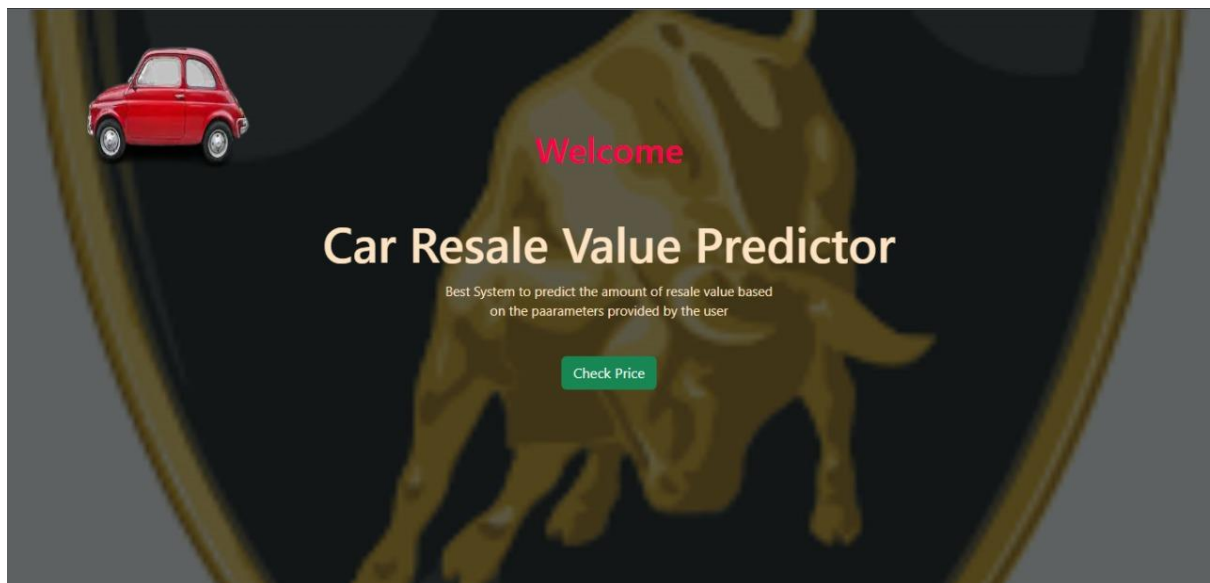 Welcome
Car Resale Value Predictor
Best System to predict the amount of resale value based
on the paarameters provided by the user
Check Price